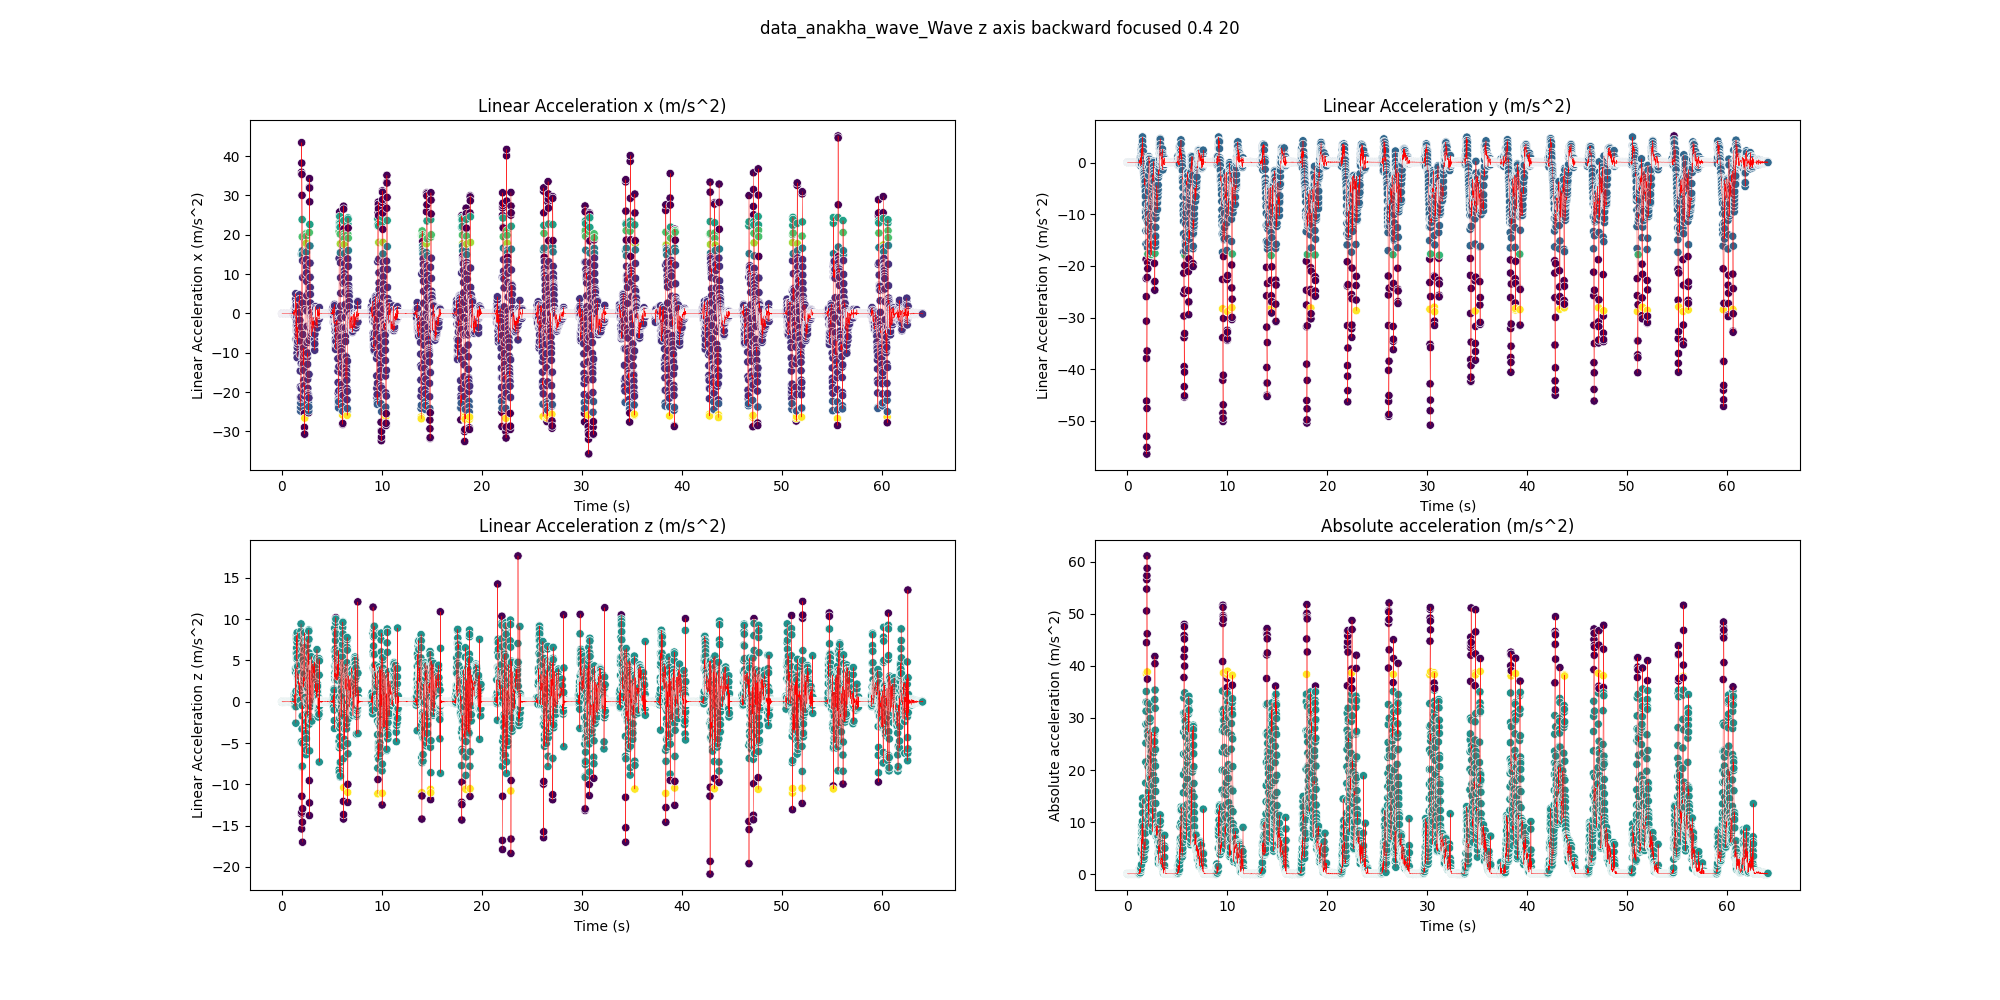 data_anakha_wave_Wave z axis backward focused 0.4 20
Linear Acceleration x (m/s^2)
Linear Acceleration x (m/s^2)
40
30
20
10
0
−10
−20
−30
0 10 20 30 40 50 60
Time (s)
Linear Acceleration y (m/s^2)
Linear Acceleration y (m/s^2)
0
−10
−20
−30
−40
−50
0 10 20 30 40 50 60
Time (s)
Linear Acceleration z (m/s^2)
Linear Acceleration z (m/s^2)
15
10
5
0
−5
−10
−15
−20
0 10 20 30 40 50 60
Time (s)
Absolute acceleration (m/s^2)
Absolute acceleration (m/s^2)
60
50
40
30
20
10
0
0 10 20 30 40 50 60
Time (s)